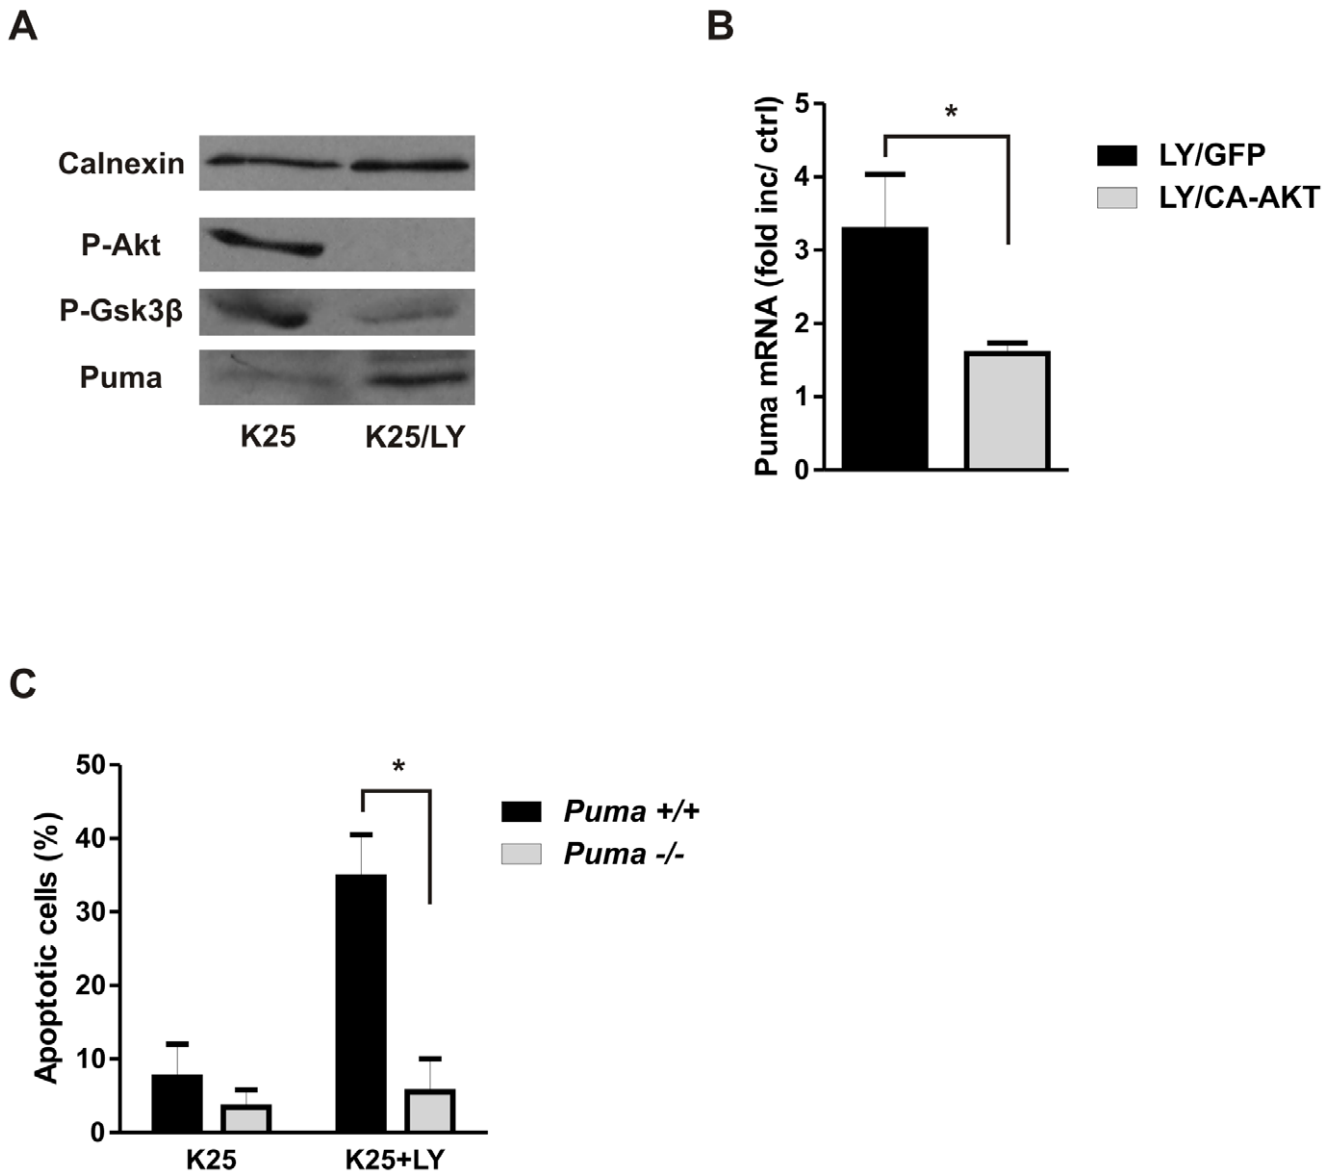 A
Calnexin
P-Akt
P-Gsk3β
Puma
K25 K25/LY
B
Puma mRNA (fold inc/ ctrl)
5
4
3
2
1
0
*
LY/GFP
LY/CA-AKT
C
Apoptotic cells (%)
50
40
30
20
10
0
*
Puma +/+
Puma -/-
K25 K25+LY